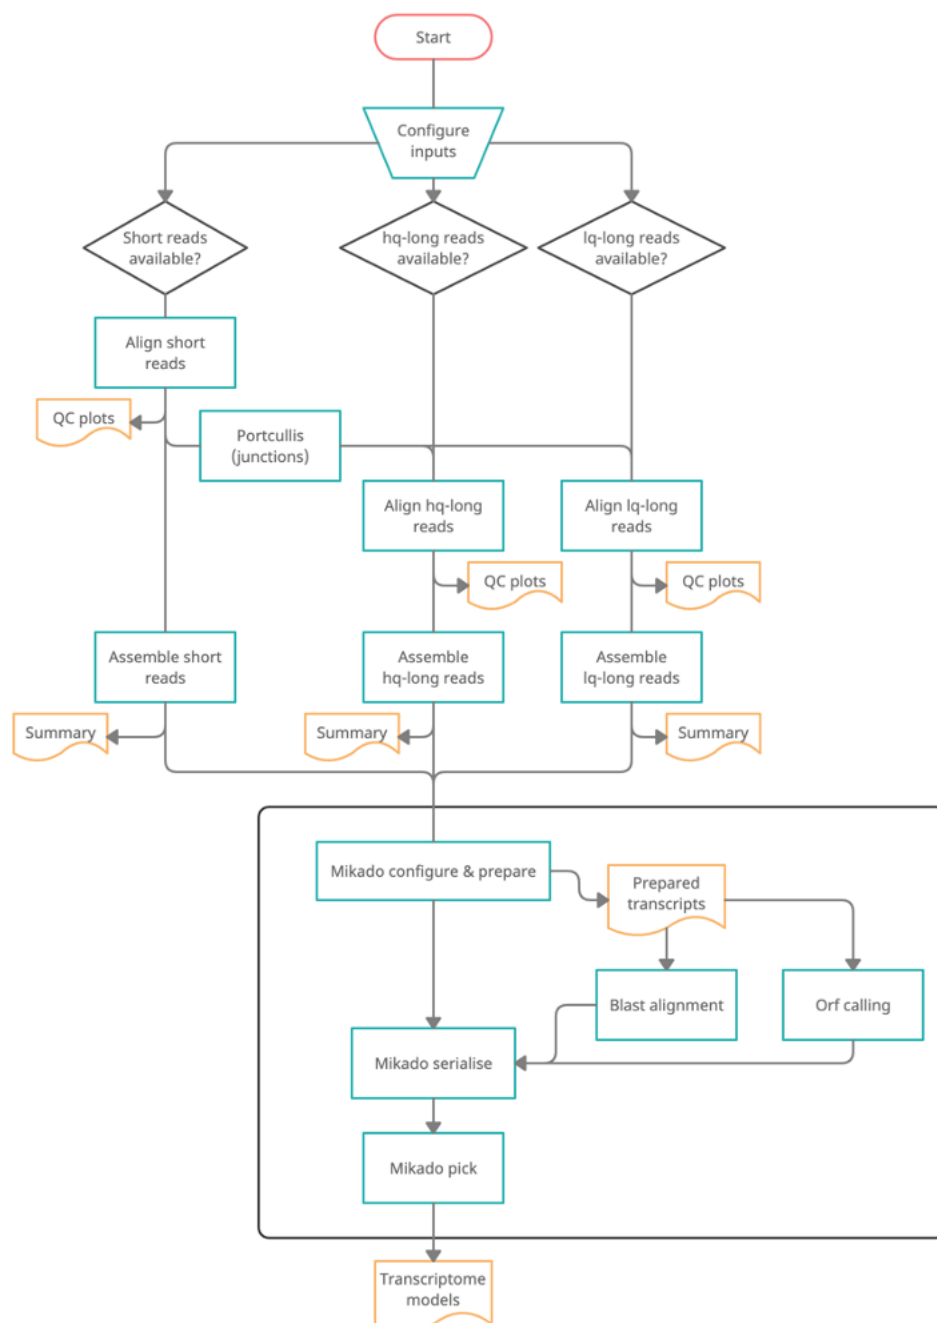 Start
Configure
inputs
Short reads
available?
hq-long reads
available?
lq-long reads
available?
Align short
reads
QC plots
Portcullis
(junctions)
Align hq-long
reads
Align lq-long
reads
QC plots
QC plots
Assemble short
reads
Assemble
hq-long reads
Assemble
lq-long reads
Summary
Summary
Summary
Mikado configure & prepare
Prepared
transcripts
Blast alignment
Orf calling
Mikado serialise
Mikado pick
Transcriptome
models